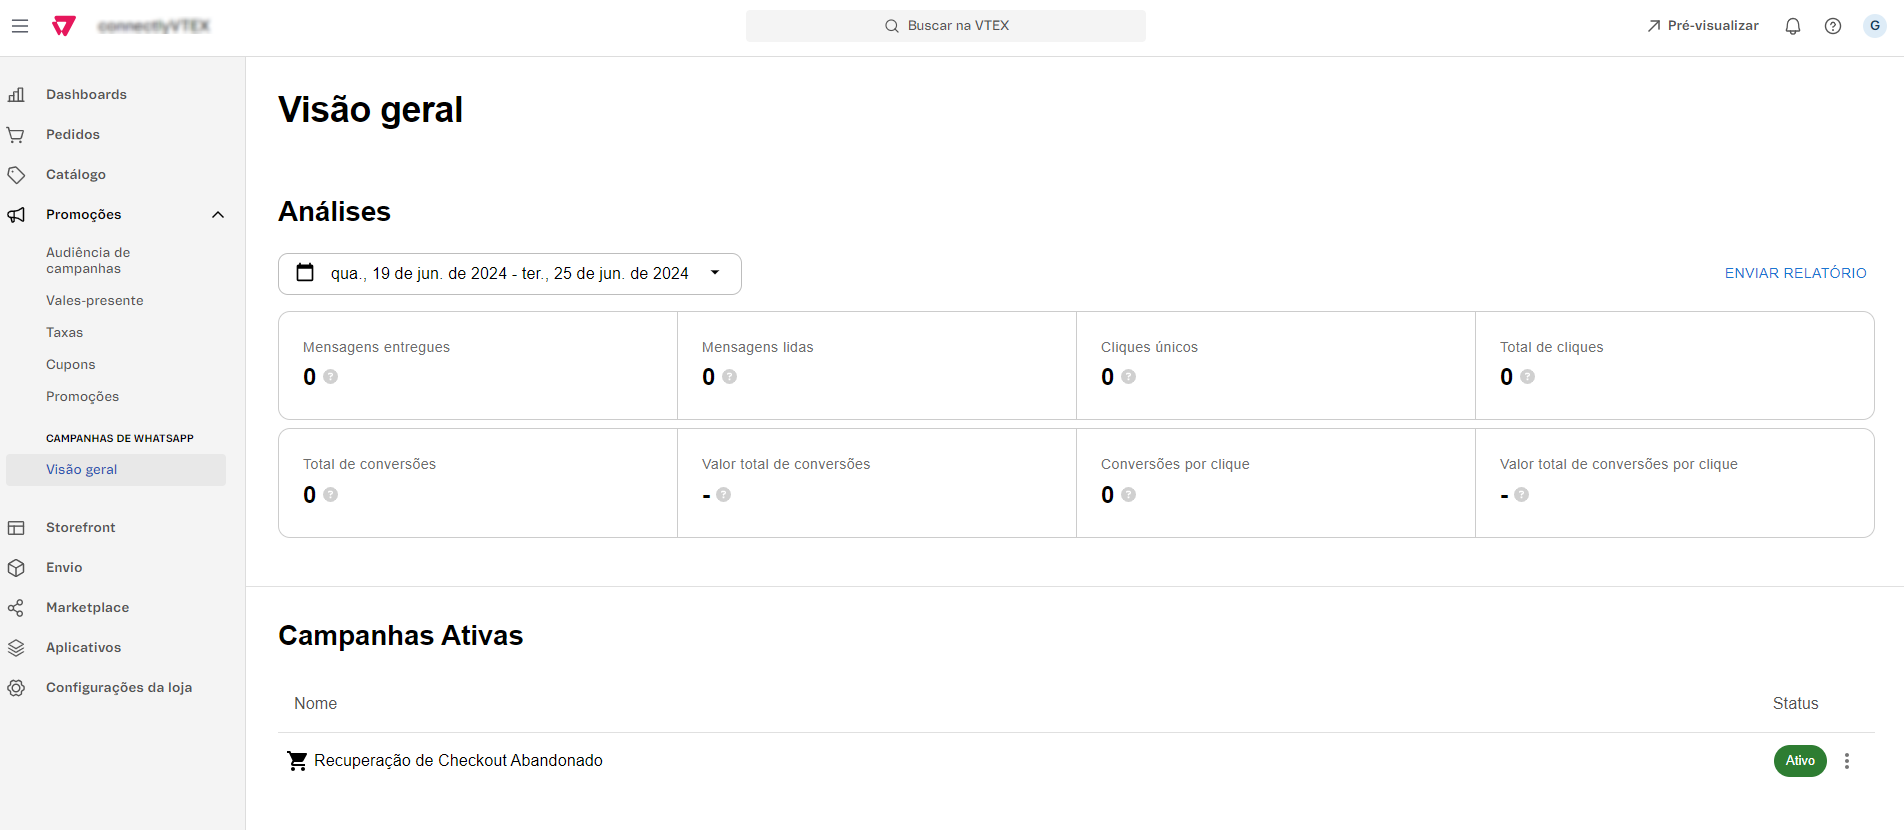 connectlyVTEX
Buscar na VTEX
Pré-visualizar
G
Dashboards
Pedidos
Catálogo
Promoções
Audiência de
campanhas
Vales-presente
Taxas
Cupons
Promoções
CAMPANHAS DE WHATSAPP
Visão geral
Storefront
Envio
Marketplace
Aplicativos
Configurações da loja
Visão geral
Análises
qua., 19 de jun. de 2024 - ter., 25 de jun. de 2024
ENVIAR RELATÓRIO
Mensagens entregues
0 ?
Mensagens lidas
0 ?
Cliques únicos
0 ?
Total de cliques
0 ?
Total de conversões
0 ?
Valor total de conversões
- ?
Conversões por clique
0 ?
Valor total de conversões por clique
- ?
Campanhas Ativas
Nome
Status
Recuperação de Checkout Abandonado
Ativo